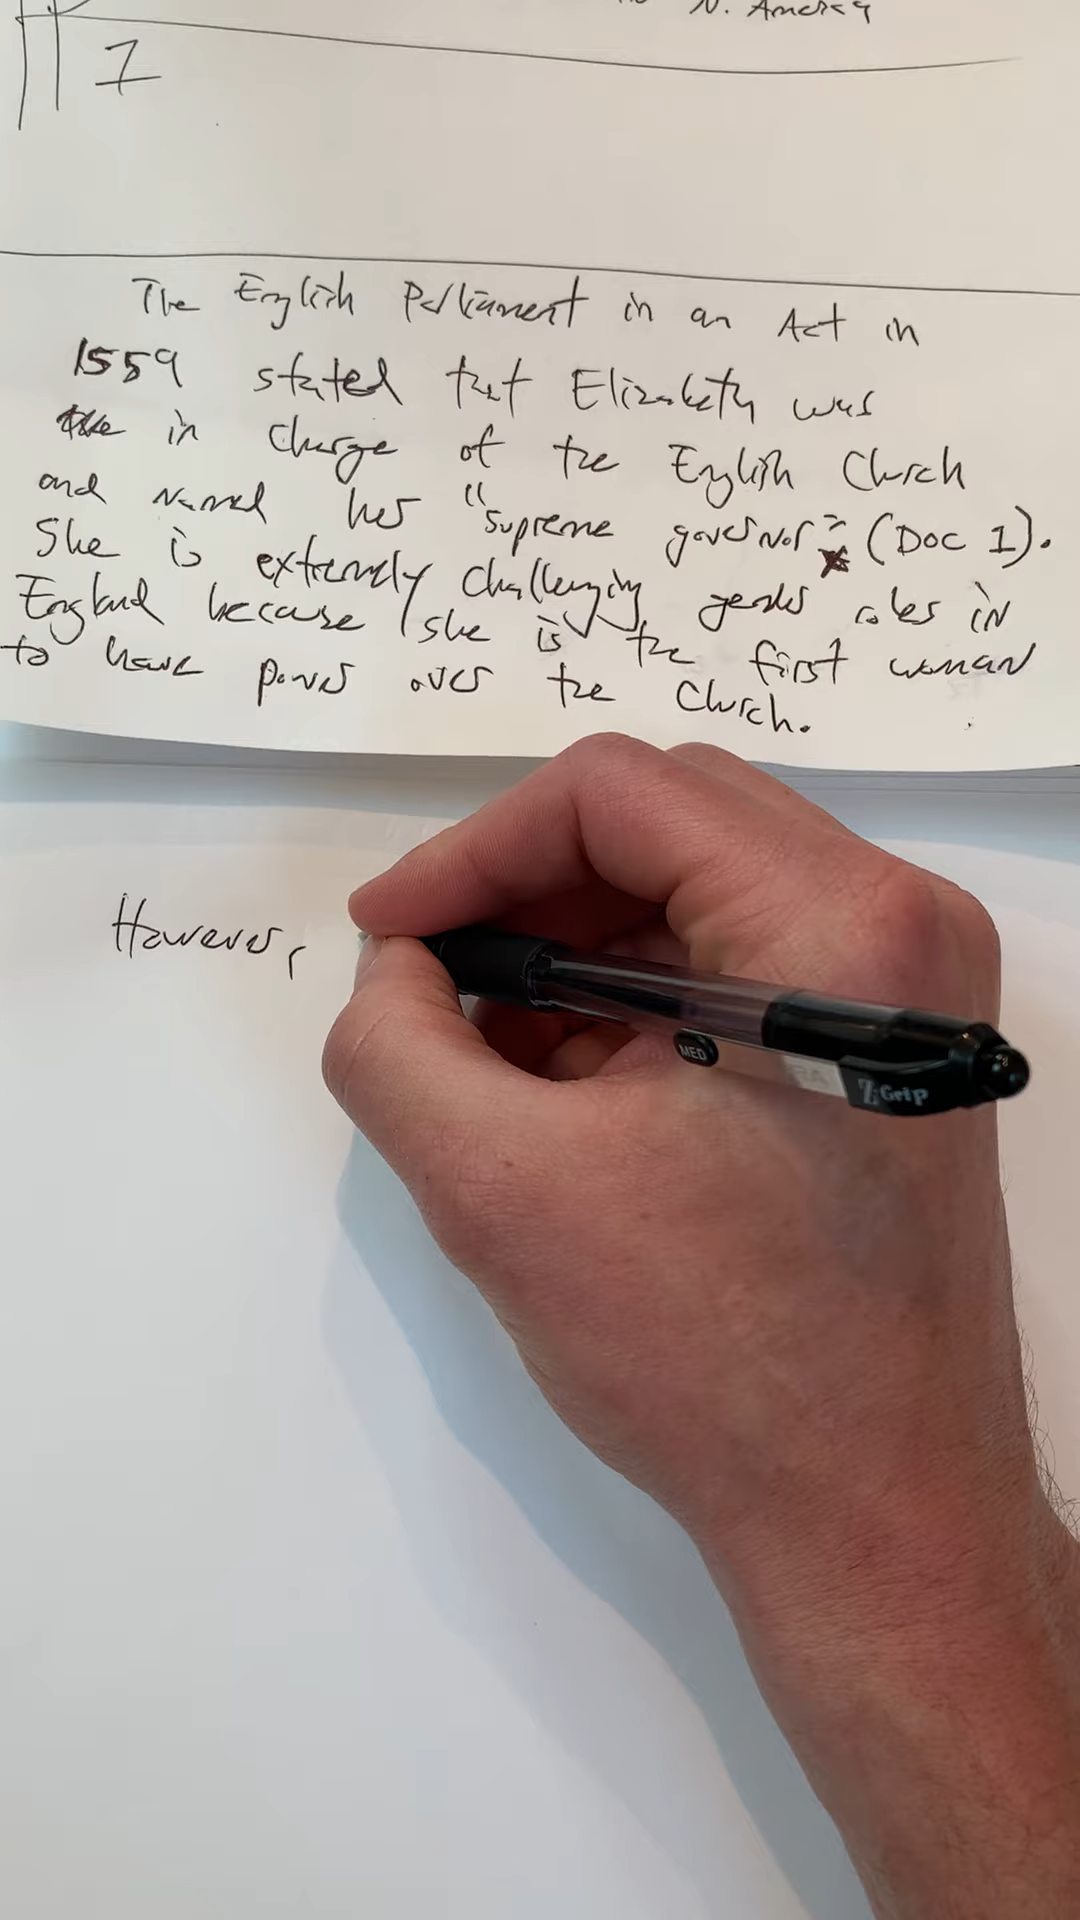 N. America
1
The English Parliament in an Act in
1559 stated that Elizabeth was
in charge of the English Church
and named her "supreme governor" (Doc 1).
She is extremely challenging gender roles in
England because she is the first woman
to have power over the Church.
However,
MED
Z-Grip